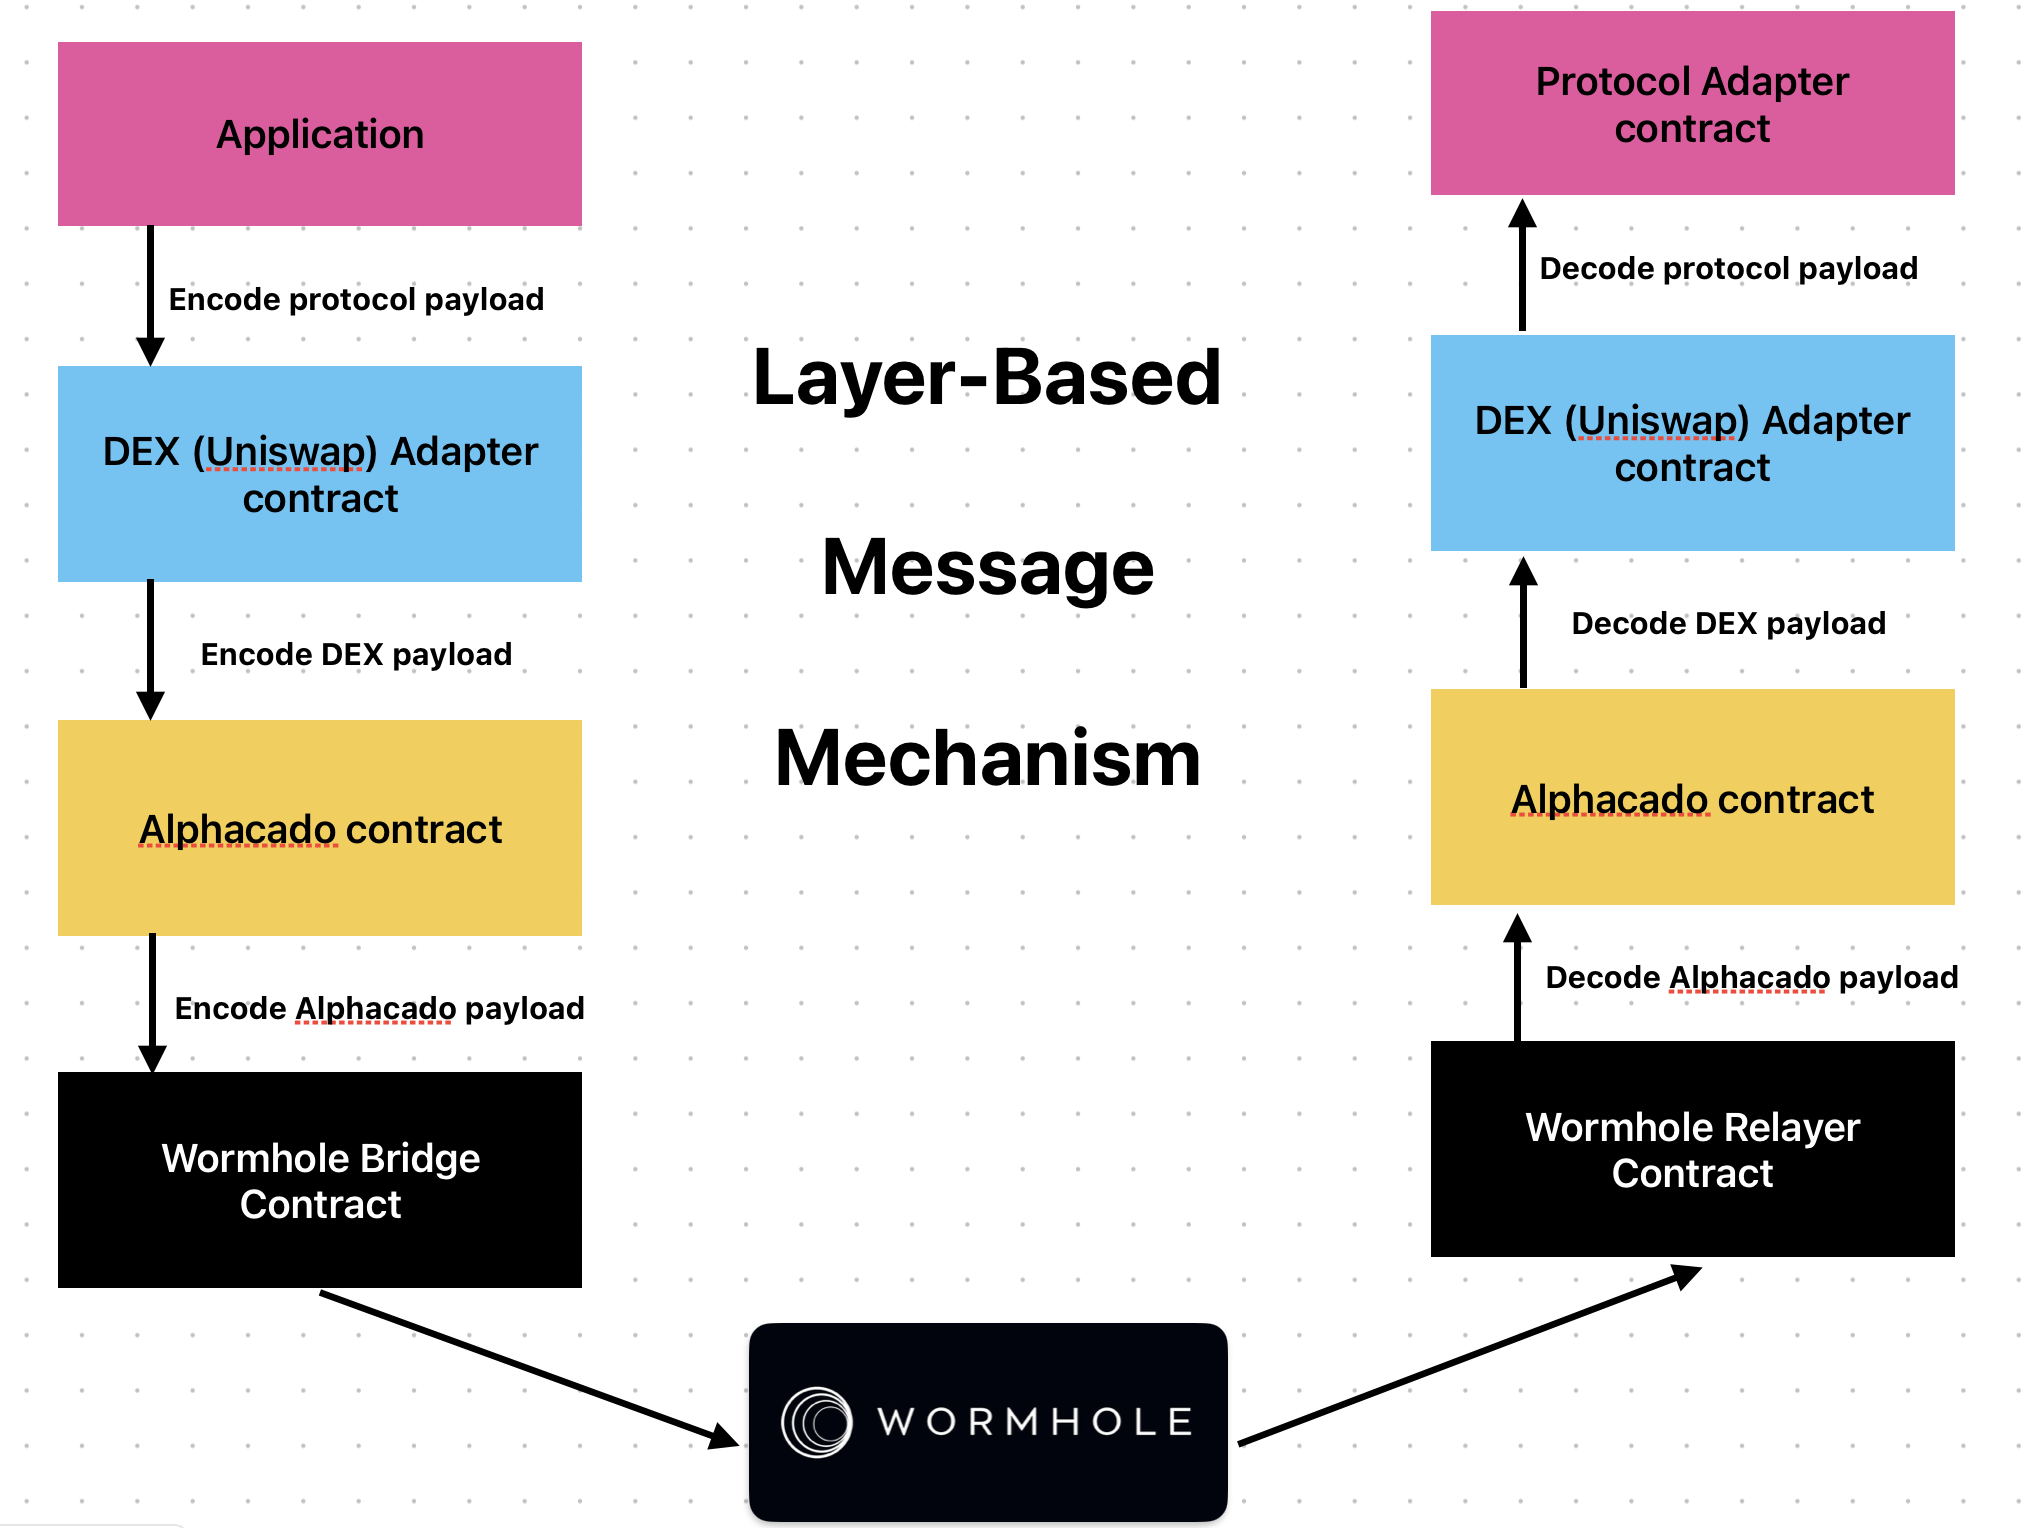 Application
Encode protocol payload
DEX (Uniswap) Adapter
contract
Encode DEX payload
Alphacado contract
Encode Alphacado payload
Wormhole Bridge
Contract
Layer-Based
Message
Mechanism
WORMHOLE
Protocol Adapter
contract
Decode protocol payload
DEX (Uniswap) Adapter
contract
Decode DEX payload
Alphacado contract
Decode Alphacado payload
Wormhole Relayer
Contract